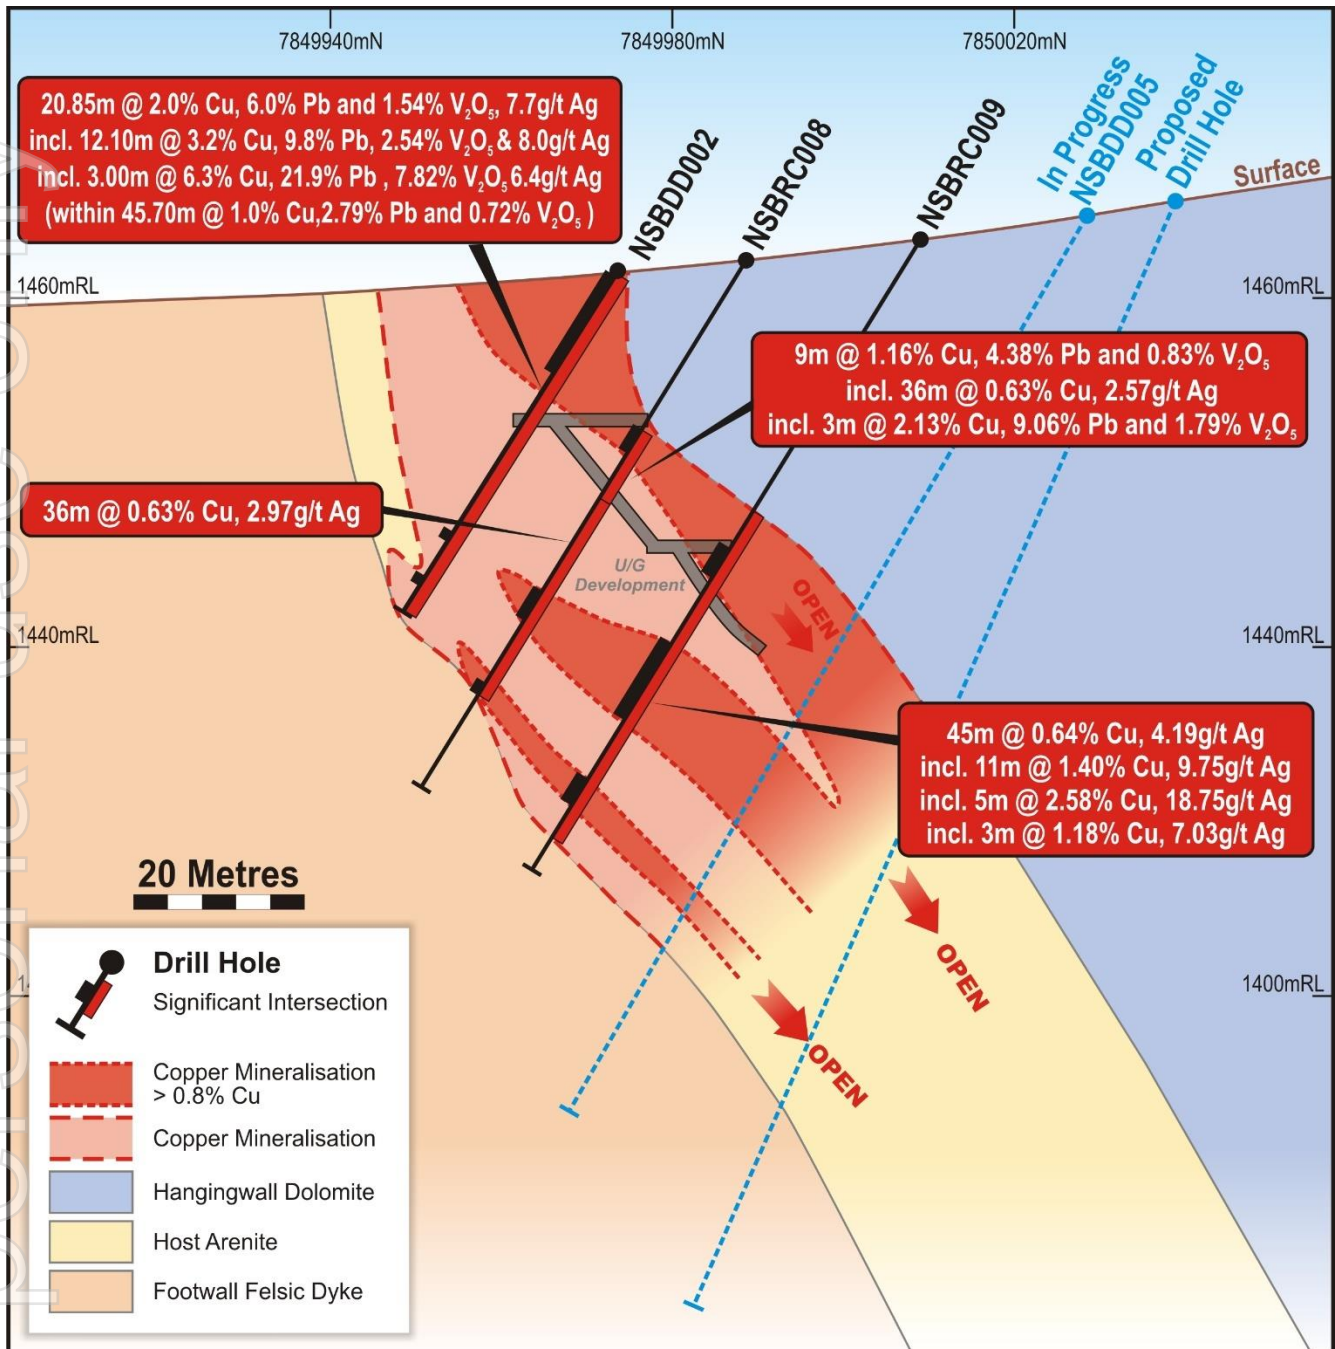 7849940mN
7849980mN
7850020mN
20.85m @ 2.0% Cu, 6.0% Pb and 1.54% V₂O₅, 7.7g/t Ag
incl. 12.10m @ 3.2% Cu, 9.8% Pb, 2.54% V₂O₅ & 8.0g/t Ag
incl. 3.00m @ 6.3% Cu, 21.9% Pb , 7.82% V₂O₅ 6.4g/t Ag
(within 45.70m @ 1.0% Cu,2.79% Pb and 0.72% V₂O₅ )
NSBDD002
NSBRC008
NSBRC009
In Progress
NSBDD005
Proposed
Drill Hole
Surface
1460mRL
1460mRL
9m @ 1.16% Cu, 4.38% Pb and 0.83% V₂O₅
incl. 36m @ 0.63% Cu, 2.57g/t Ag
incl. 3m @ 2.13% Cu, 9.06% Pb and 1.79% V₂O₅
36m @ 0.63% Cu, 2.97g/t Ag
U/G
Development
OPEN
1440mRL
1440mRL
45m @ 0.64% Cu, 4.19g/t Ag
incl. 11m @ 1.40% Cu, 9.75g/t Ag
incl. 5m @ 2.58% Cu, 18.75g/t Ag
incl. 3m @ 1.18% Cu, 7.03g/t Ag
20 Metres
OPEN
OPEN
1400mRL
Drill Hole
Significant Intersection
Copper Mineralisation
> 0.8% Cu
Copper Mineralisation
Hangingwall Dolomite
Host Arenite
Footwall Felsic Dyke